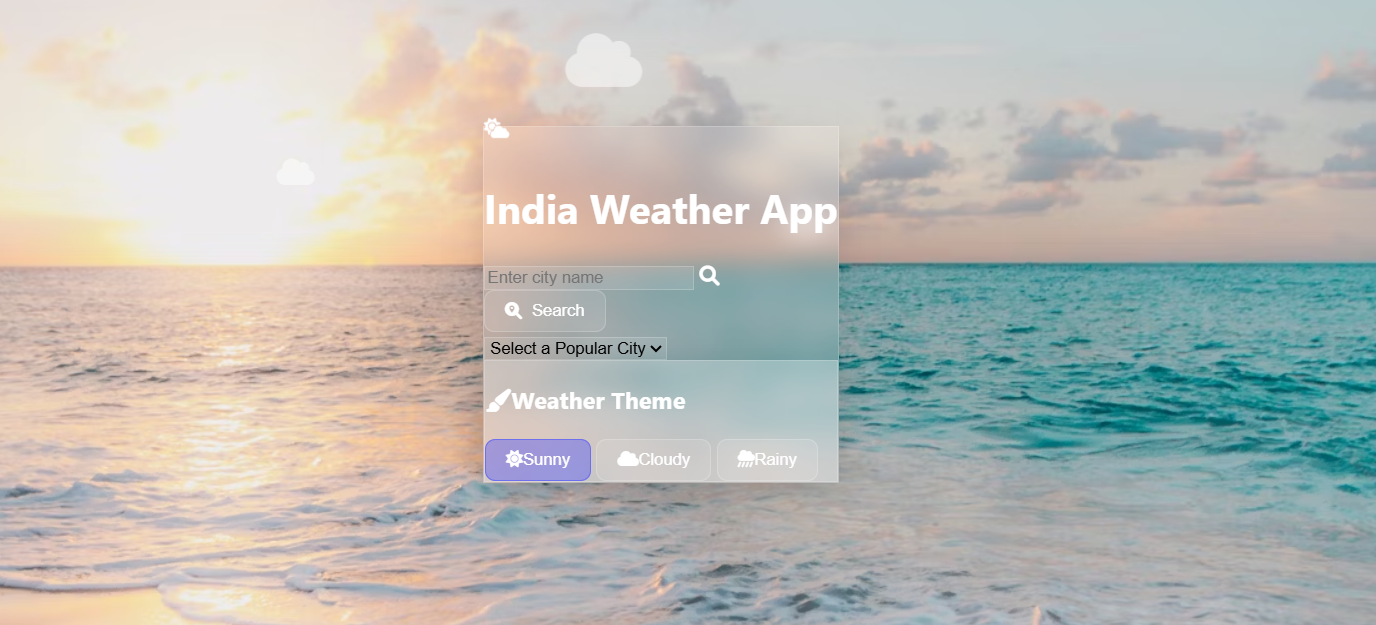 India Weather App
Enter city name
Search
Select a Popular City
Weather Theme
Sunny Cloudy Rainy